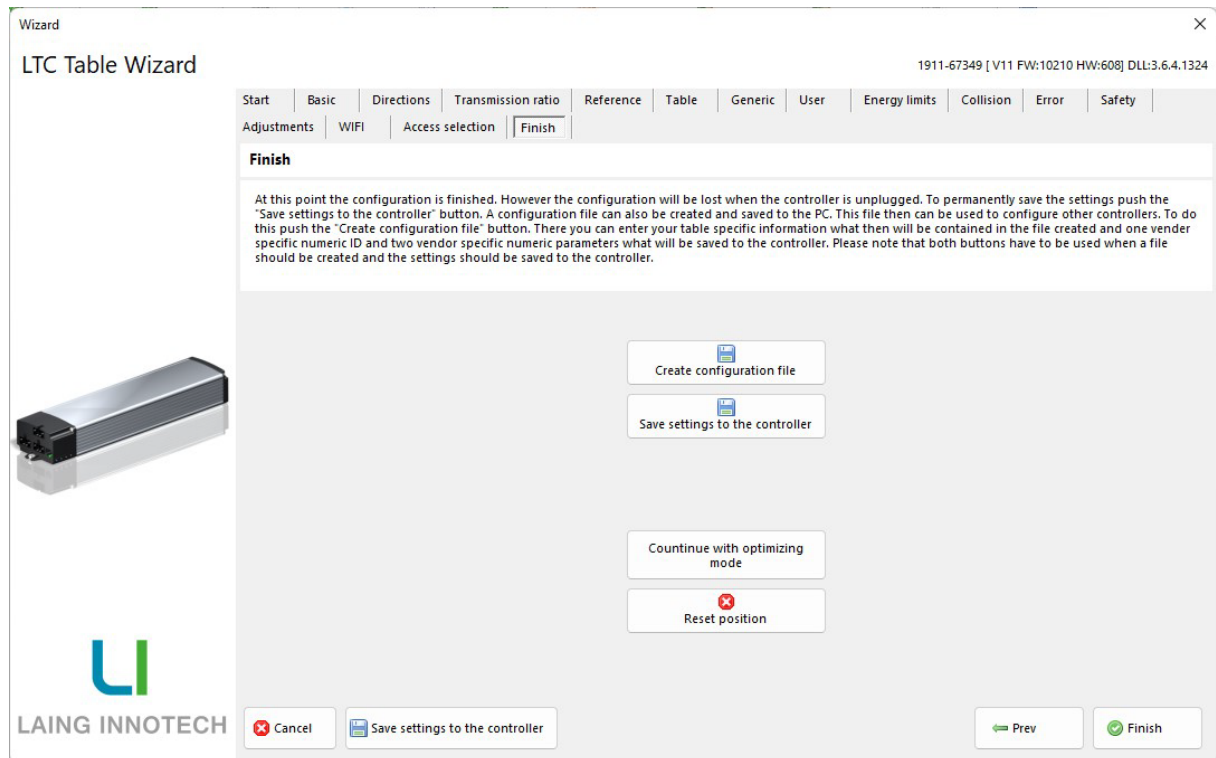 Wizard
LTC Table Wizard
1911-67349 [ V11 FW:10210 HW:608] DLL:3.6.4.1324
Start Basic Directions Transmission ratio Reference Table Generic User Energy limits Collision Error Safety
Adjustments WIFI Access selection Finish
Finish
At this point the configuration is finished. However the configuration will be lost when the controller is unplugged. To permanently save the settings push the
"Save settings to the controller" button. A configuration file can also be created and saved to the PC. This file then can be used to configure other controllers. To do
this push the "Create configuration file" button. There you can enter your table specific information what then will be contained in the file created and one vender
specific numeric ID and two vendor specific numeric parameters what will be saved to the controller. Please note that both buttons have to be used when a file
should be created and the settings should be saved to the controller.
Create configuration file
Save settings to the controller
Countinue with optimizing
mode
Reset position
LAING INNOTECH
Cancel Save settings to the controller Prev Finish